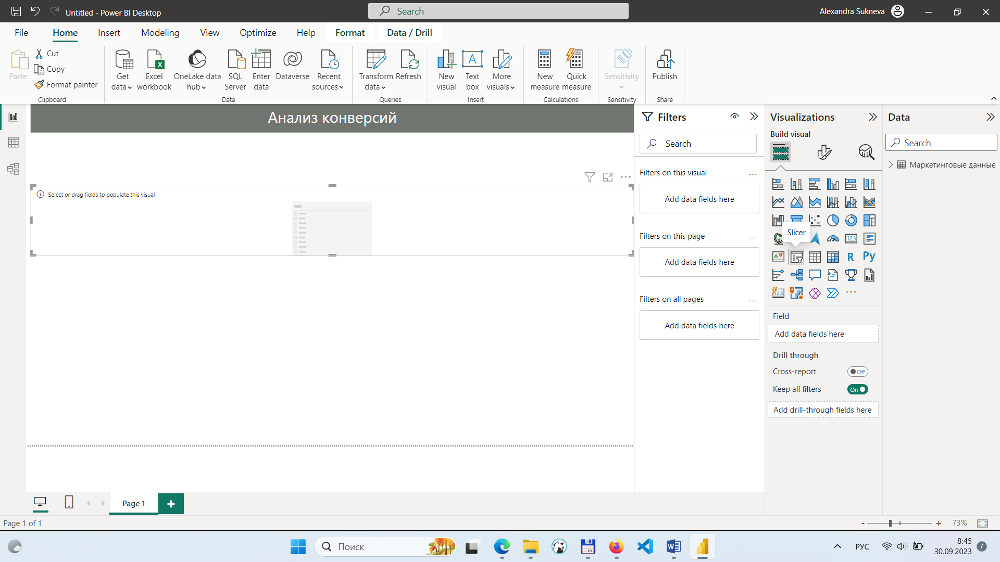 Untitled - Power BI Desktop
Search
Alexandra Sukneva
File
Home
Insert
Modeling
View
Optimize
Help
Format
Data / Drill
Paste
Cut
Copy
Format painter
Clipboard
Get data
Excel workbook
OneLake data hub
SQL Server
Enter data
Dataverse
Recent sources
Data
Transform data
Refresh
Queries
New visual
Text box
More visuals
Insert
New measure
Quick measure
Calculations
Sensitivity
Sensitivity
Publish
Share
Анализ конверсий
Select or drag fields to populate this visual
Filters
Search
Filters on this visual
...
Add data fields here
Filters on this page
...
Add data fields here
Filters on all pages
...
Add data fields here
Visualizations
Build visual
Slicer
123
R
Py
123
...
Field
Add data fields here
Drill through
Cross-report
Off
Keep all filters
On
Add drill-through fields here
Data
Search
Маркетинговые данные
Page 1
Page 1 of 1
- + 73%
Поиск
64
РУС
8:45
30.09.2023
7